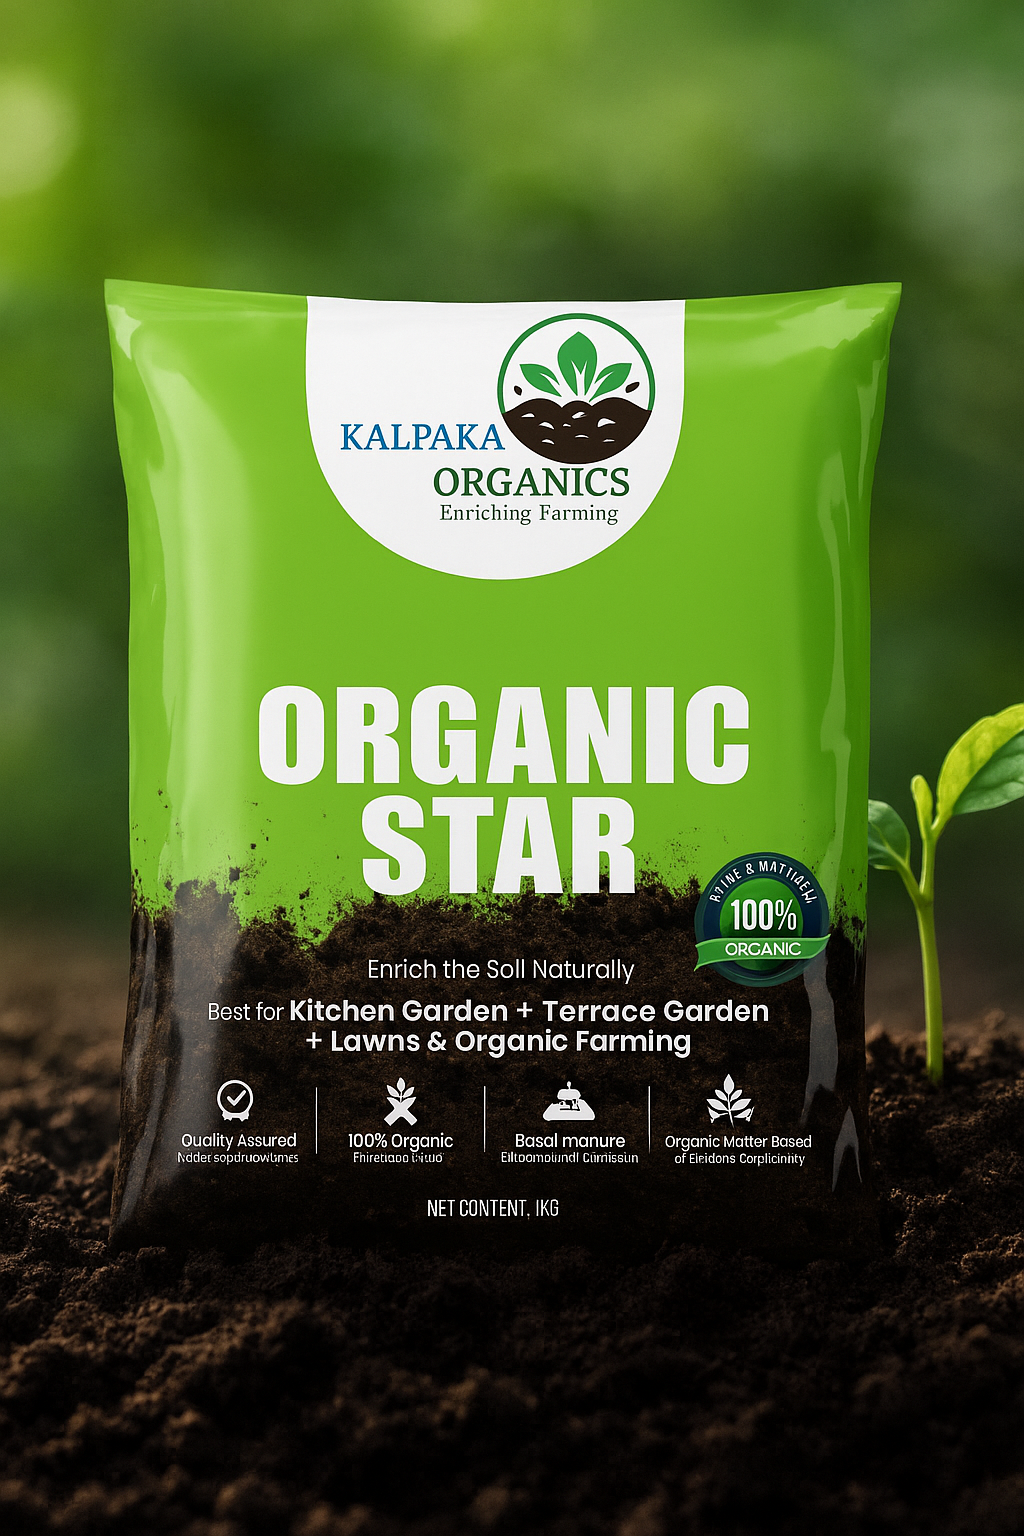 KALPAKA
ORGANICS
Enriching Farming
ORGANIC
STAR
100%
ORGANIC
Enrich the Soll Naturally
Best for Kitchen Garden + Terrace Garden
+ Lawns & Organic Farming
Quality Assured
100% Organic
Basal manure
Organic Matter Based
NET CONTENT, 1KG